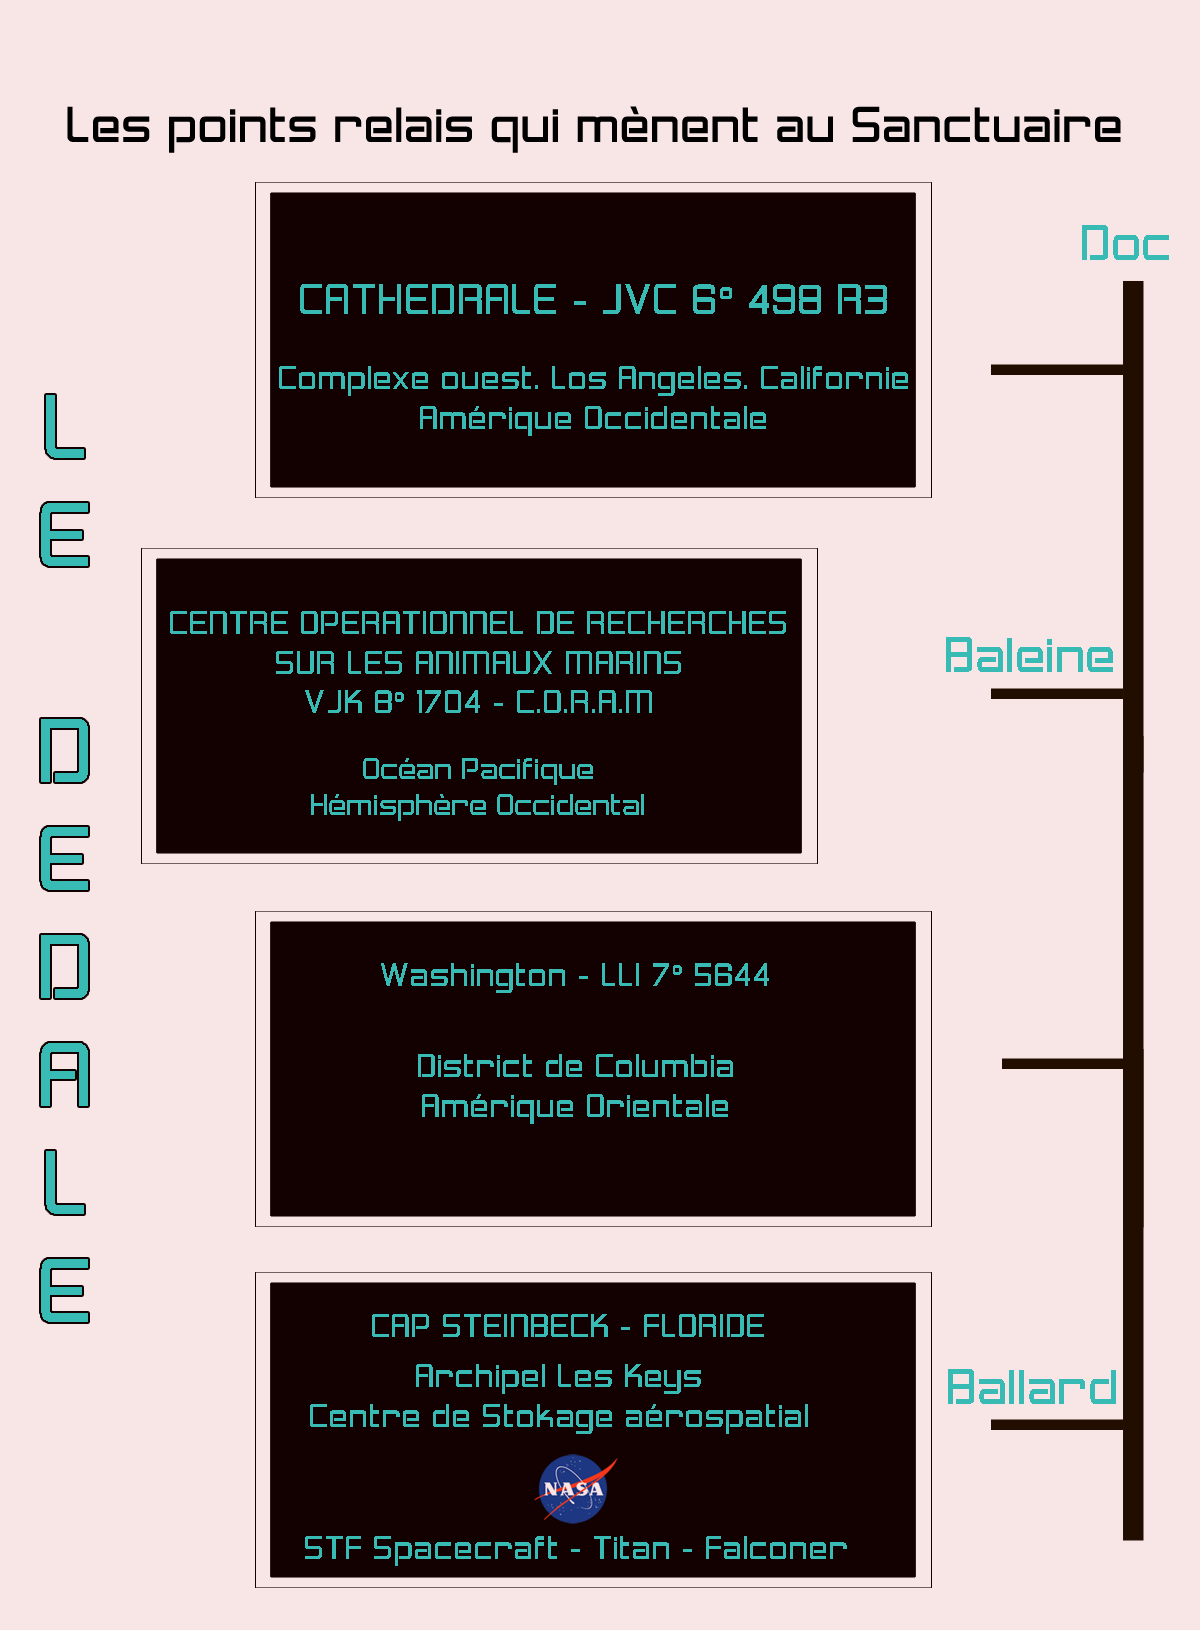 Les points relais qui mènent au Sanctuaire
Doc
CATHEDRALE - JVC 6° 498 R3
Complexe ouest. Los Angeles. Californie
Amérique Occidentale
LE DEDALE
CENTRE OPERATIONNEL DE RECHERCHES
SUR LES ANIMAUX MARINS
VJK 8° 1704 - C.O.R.A.M
Océan Pacifique
Hémisphère Occidental
Baleine
Washington - LLI 7° 5644
District de Columbia
Amérique Orientale
CAP STEINBECK - FLORIDE
Archipel Les Keys
Centre de Stokage aérospatial
NASA
STF Spacecraft - Titan - Falconer
Ballard